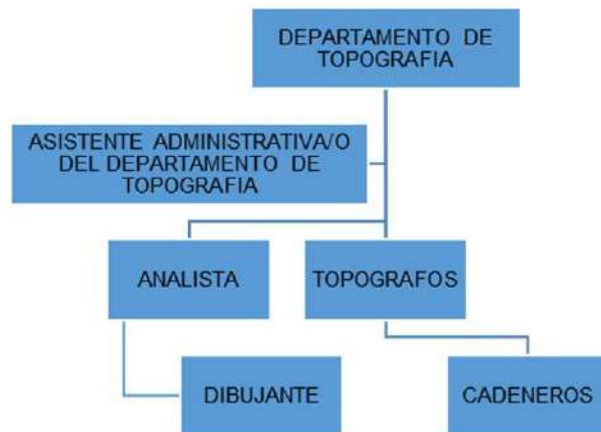 DEPARTAMENTO DE
TOPOGRAFIA
ASISTENTE ADMINISTRATIVA/O
DEL DEPARTAMENTO DE
TOPOGRAFIA
ANALISTA
TOPOGRAFOS
DIBUJANTE
CADENEROS